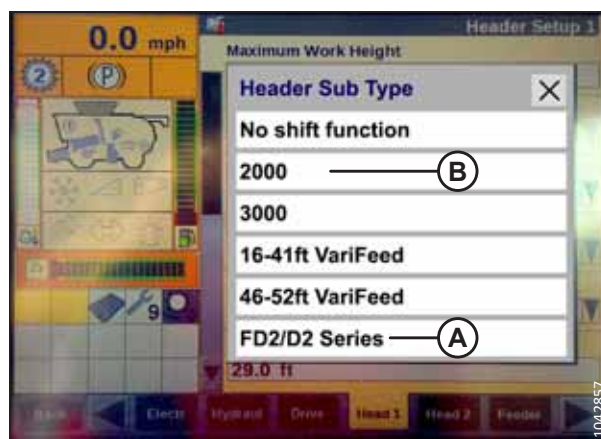 0.0 mph
Header Setup 1
Maximum Work Height
2
P
Header Sub Type
No shift function
2000
B
3000
16-41ft VariFeed
46-52ft VariFeed
9
FD2/D2 Series
A
29.0 ft
Back
Electr
Hydraul
Drive
Head 1
Head 2
Feeder
1042857